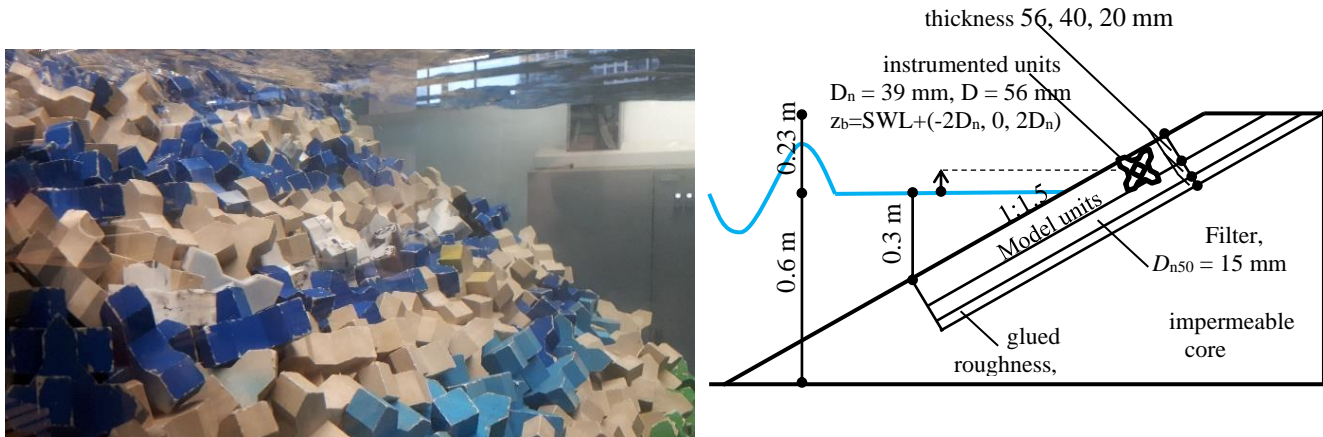 thickness 56, 40, 20 mm
instrumented units
Dn = 39 mm, D = 56 mm
zb=SWL+(-2Dn, 0, 2Dn)
0.23 m
0.6 m
0.3 m
1:1.5
Model units
Filter,
Dn50 = 15 mm
impermeable
core
glued
roughness,